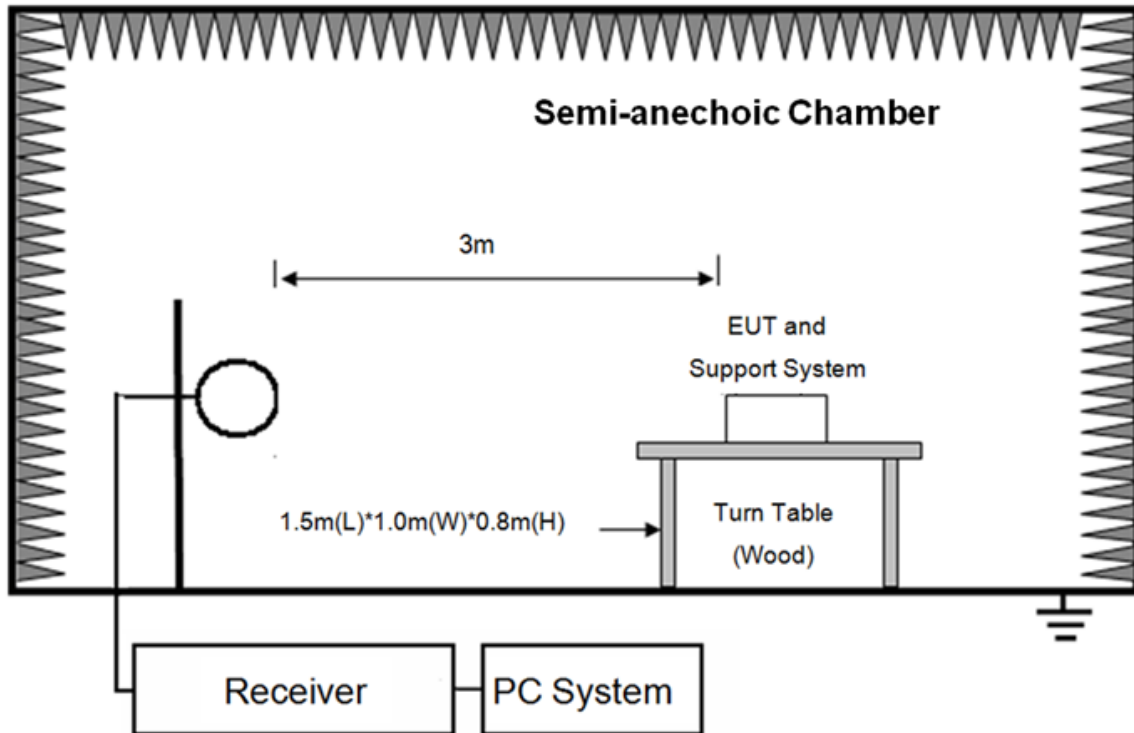 Semi-anechoic Chamber
3m
EUT and
Support System
1.5m(L)*1.0m(W)*0.8m(H)
Turn Table
(Wood)
Receiver
PC System